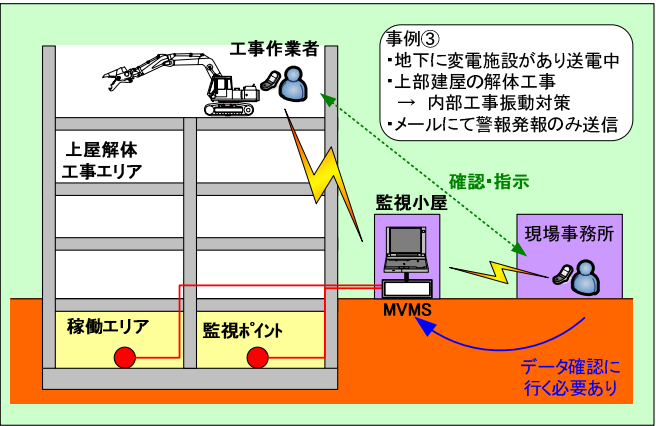 工事作業者
事例③
・地下に変電施設があり送電中
・上部建屋の解体工事
→ 内部工事振動対策
・メールにて警報発報のみ送信
上屋解体
工事エリア
確認・指示
監視小屋
現場事務所
MVMS
稼働エリア
監視ポイント
データ確認に
行く必要あり